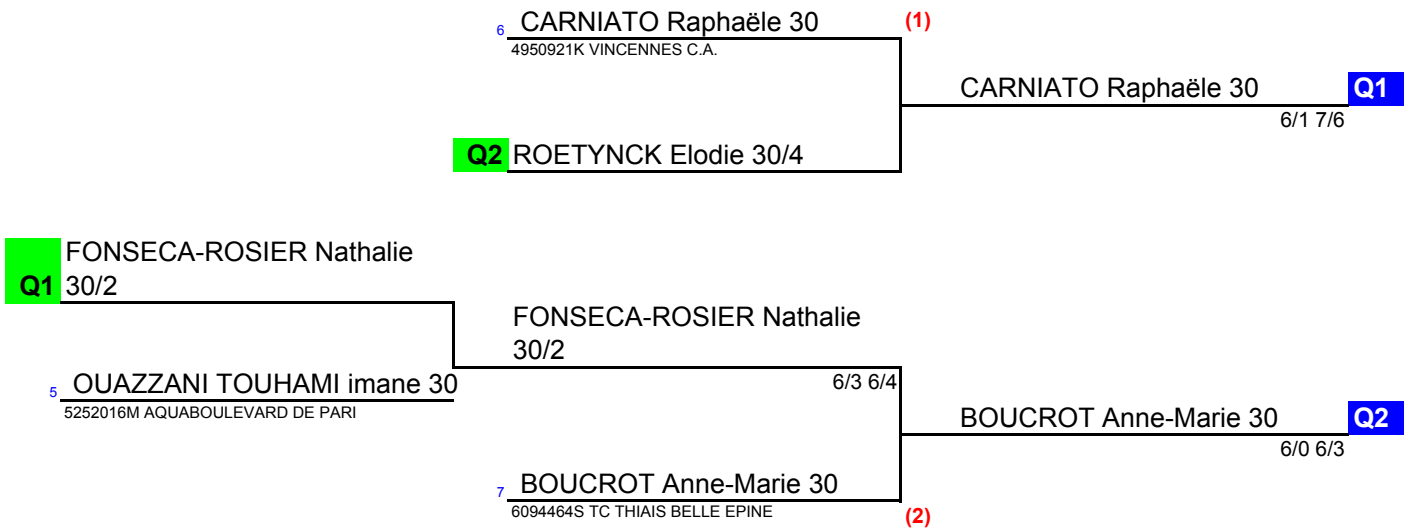 6 CARNIATO Raphaële 30 (1)
4950921K VINCENNES C.A.
CARNIATO Raphaële 30 Q1
6/1 7/6
Q2 ROETYNCK Elodie 30/4
FONSECA-ROSIER Nathalie
Q1 30/2
FONSECA-ROSIER Nathalie
30/2
6/3 6/4
5 OUAZZANI TOUHAMI imane 30
5252016M AQUABOULEVARD DE PARI
BOUCROT Anne-Marie 30 Q2
6/0 6/3
7 BOUCROT Anne-Marie 30
6094464S TC THIAIS BELLE EPINE
(2)